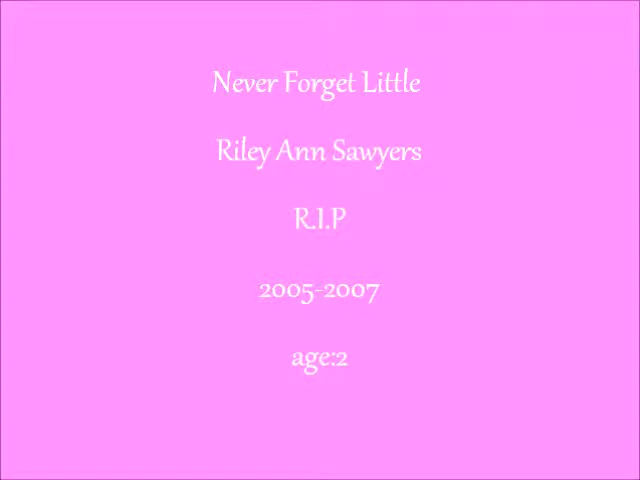 Never Forget Little
Riley Ann Sawyers
R.I.P
2005-2007
age:2